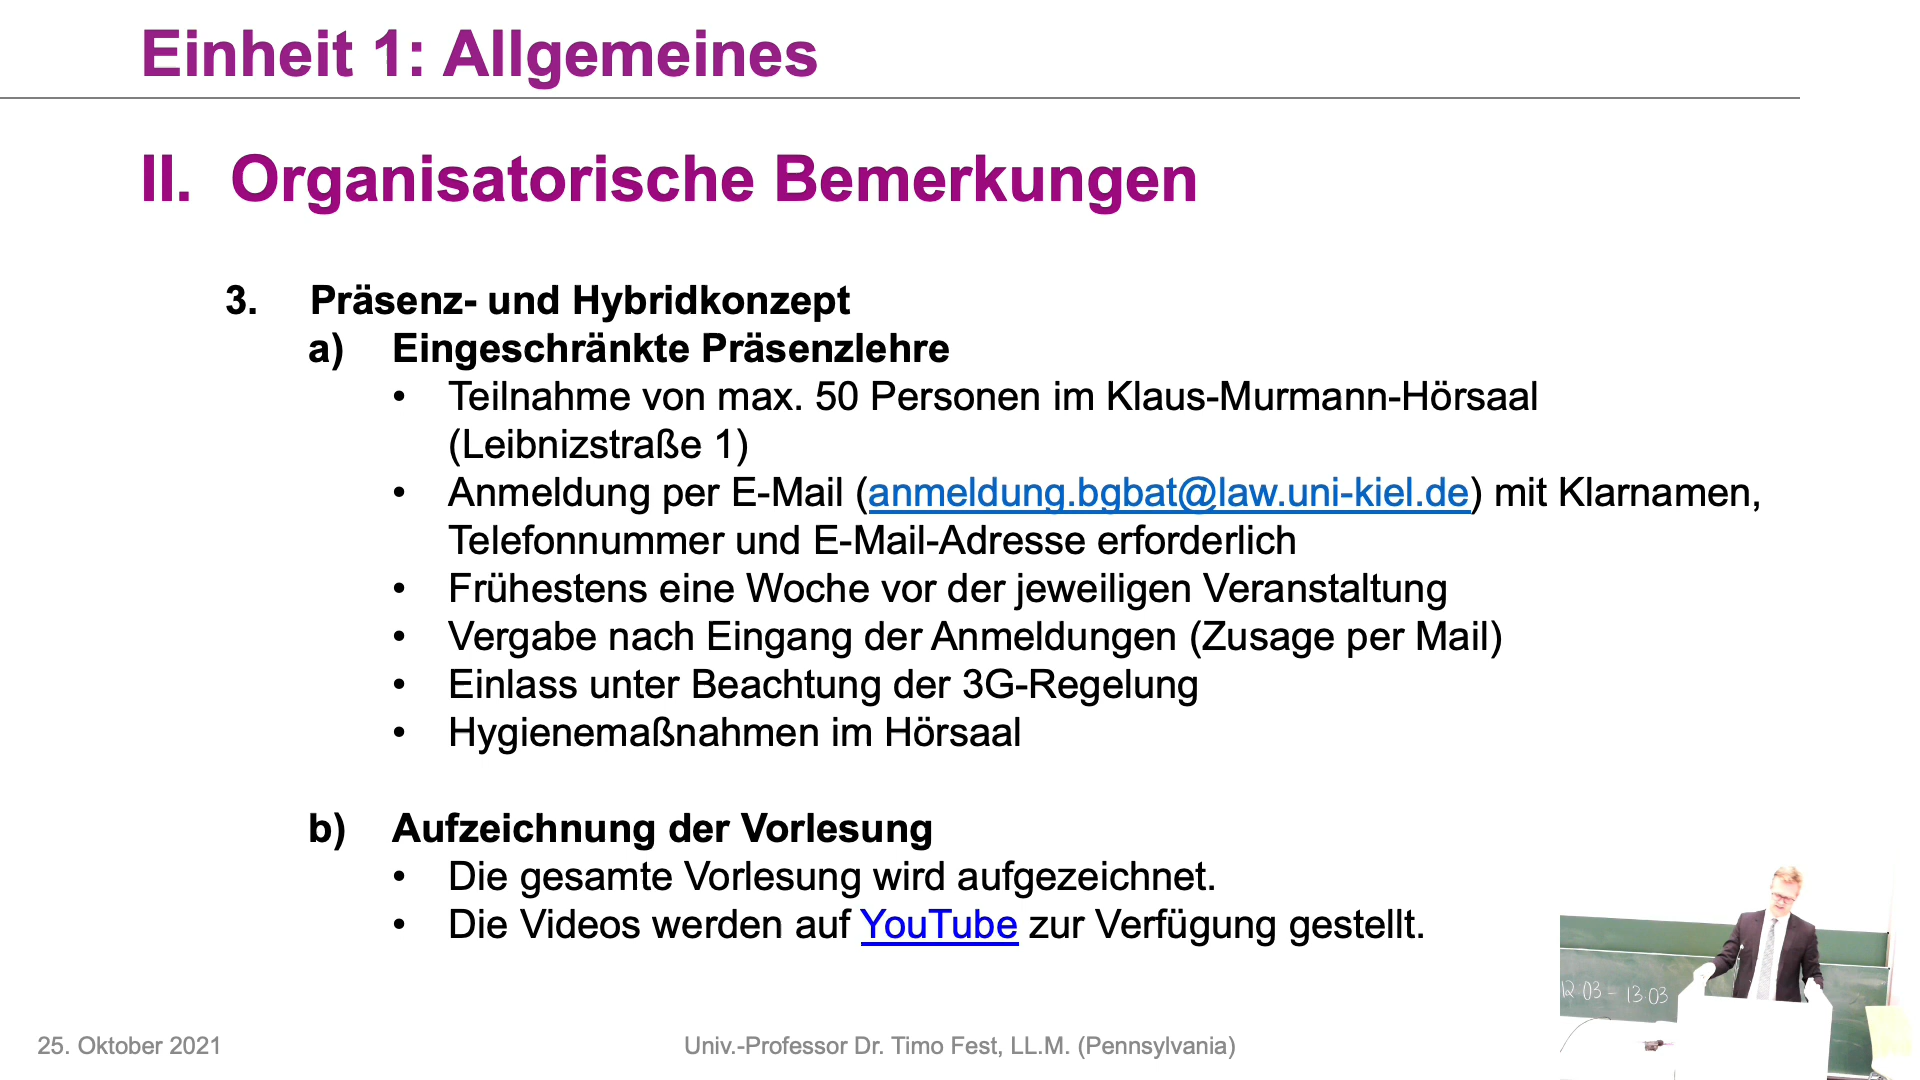 Einheit 1: Allgemeines
II. Organisatorische Bemerkungen
3. Präsenz- und Hybridkonzept
a) Eingeschränkte Präsenzlehre
• Teilnahme von max. 50 Personen im Klaus-Murmann-Hörsaal
(Leibnizstraße 1)
• Anmeldung per E-Mail (anmeldung.bgbat@law.uni-kiel.de) mit Klarnamen,
Telefonnummer und E-Mail-Adresse erforderlich
• Frühestens eine Woche vor der jeweiligen Veranstaltung
• Vergabe nach Eingang der Anmeldungen (Zusage per Mail)
• Einlass unter Beachtung der 3G-Regelung
• Hygienemaßnahmen im Hörsaal
b) Aufzeichnung der Vorlesung
• Die gesamte Vorlesung wird aufgezeichnet.
• Die Videos werden auf YouTube zur Verfügung gestellt.
12:03 – 13:03
25. Oktober 2021
Univ.-Professor Dr. Timo Fest, LL.M. (Pennsylvania)